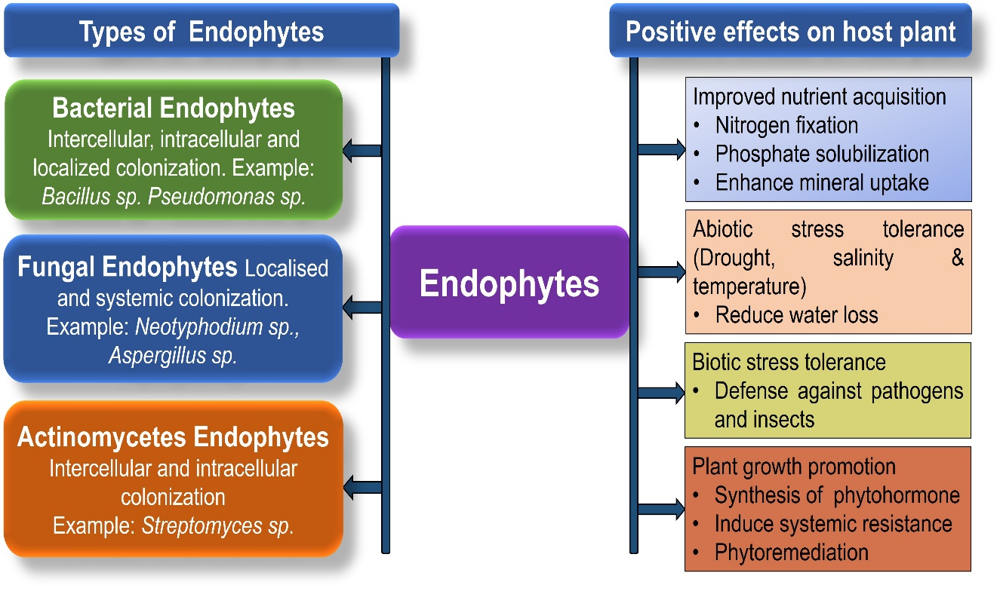 Types of Endophytes
Bacterial Endophytes
Intercellular, intracellular and
localized colonization. Example:
Bacillus sp. Pseudomonas sp.
Fungal Endophytes Localised
and systemic colonization.
Example: Neotyphodium sp.,
Aspergillus sp.
Actinomycetes Endophytes
Intercellular and intracellular
colonization
Example: Streptomyces sp.
Endophytes
Positive effects on host plant
Improved nutrient acquisition
• Nitrogen fixation
• Phosphate solubilization
• Enhance mineral uptake
Abiotic stress tolerance
(Drought, salinity &
temperature)
• Reduce water loss
Biotic stress tolerance
• Defense against pathogens
and insects
Plant growth promotion
• Synthesis of phytohormone
• Induce systemic resistance
• Phytoremediation